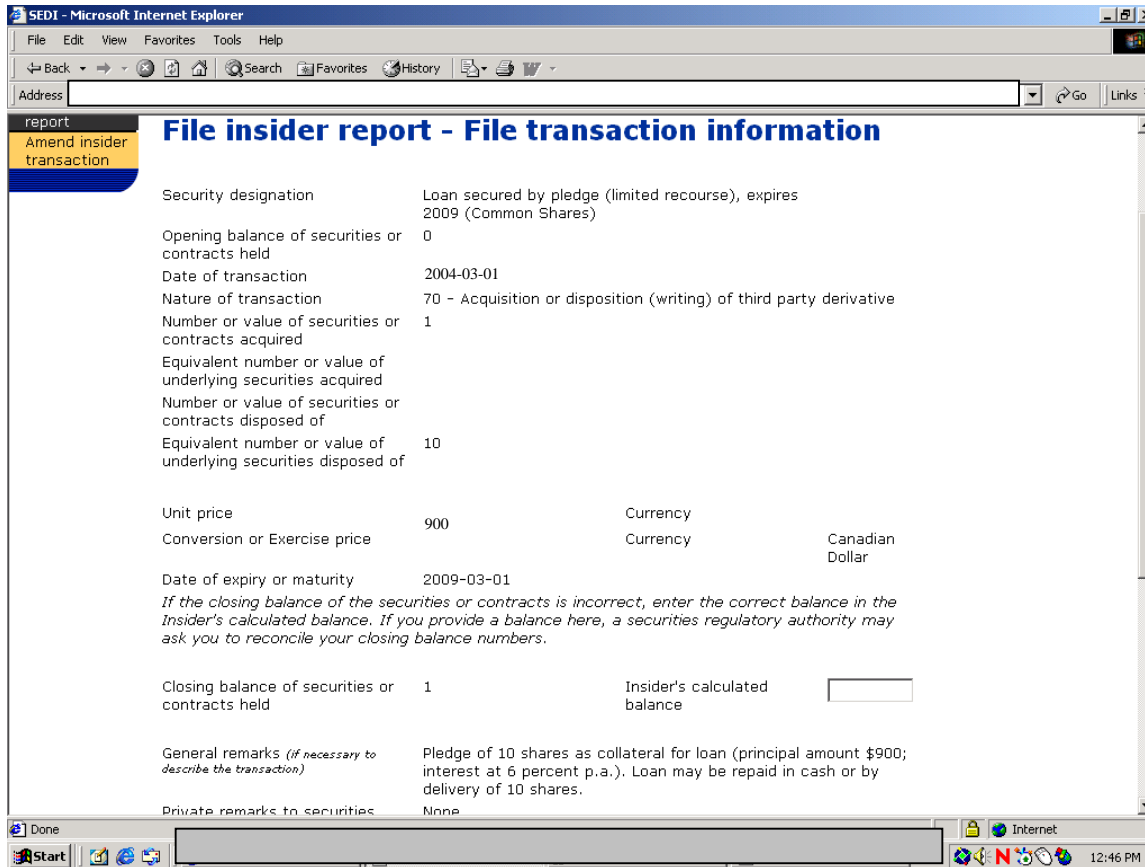 SEDI - Microsoft Internet Explorer
File Edit View Favorites Tools Help
Back Search Favorites History
Address Go Links
report
Amend insider
transaction
File insider report - File transaction information
Security designation Loan secured by pledge (limited recourse), expires
2009 (Common Shares)
Opening balance of securities or 0
contracts held
Date of transaction 2004-03-01
Nature of transaction 70 - Acquisition or disposition (writing) of third party derivative
Number or value of securities or 1
contracts acquired
Equivalent number or value of
underlying securities acquired
Number or value of securities or
contracts disposed of
Equivalent number or value of 10
underlying securities disposed of
Unit price Currency
900
Conversion or Exercise price Currency Canadian
Dollar
Date of expiry or maturity 2009-03-01
If the closing balance of the securities or contracts is incorrect, enter the correct balance in the
Insider's calculated balance. If you provide a balance here, a securities regulatory authority may
ask you to reconcile your closing balance numbers.
Closing balance of securities or 1 Insider's calculated
contracts held balance
General remarks (if necessary to Pledge of 10 shares as collateral for loan (principal amount $900;
describe the transaction) interest at 6 percent p.a.). Loan may be repaid in cash or by
delivery of 10 shares.
Private remarks to securities None
Done Internet
Start 12:46 PM